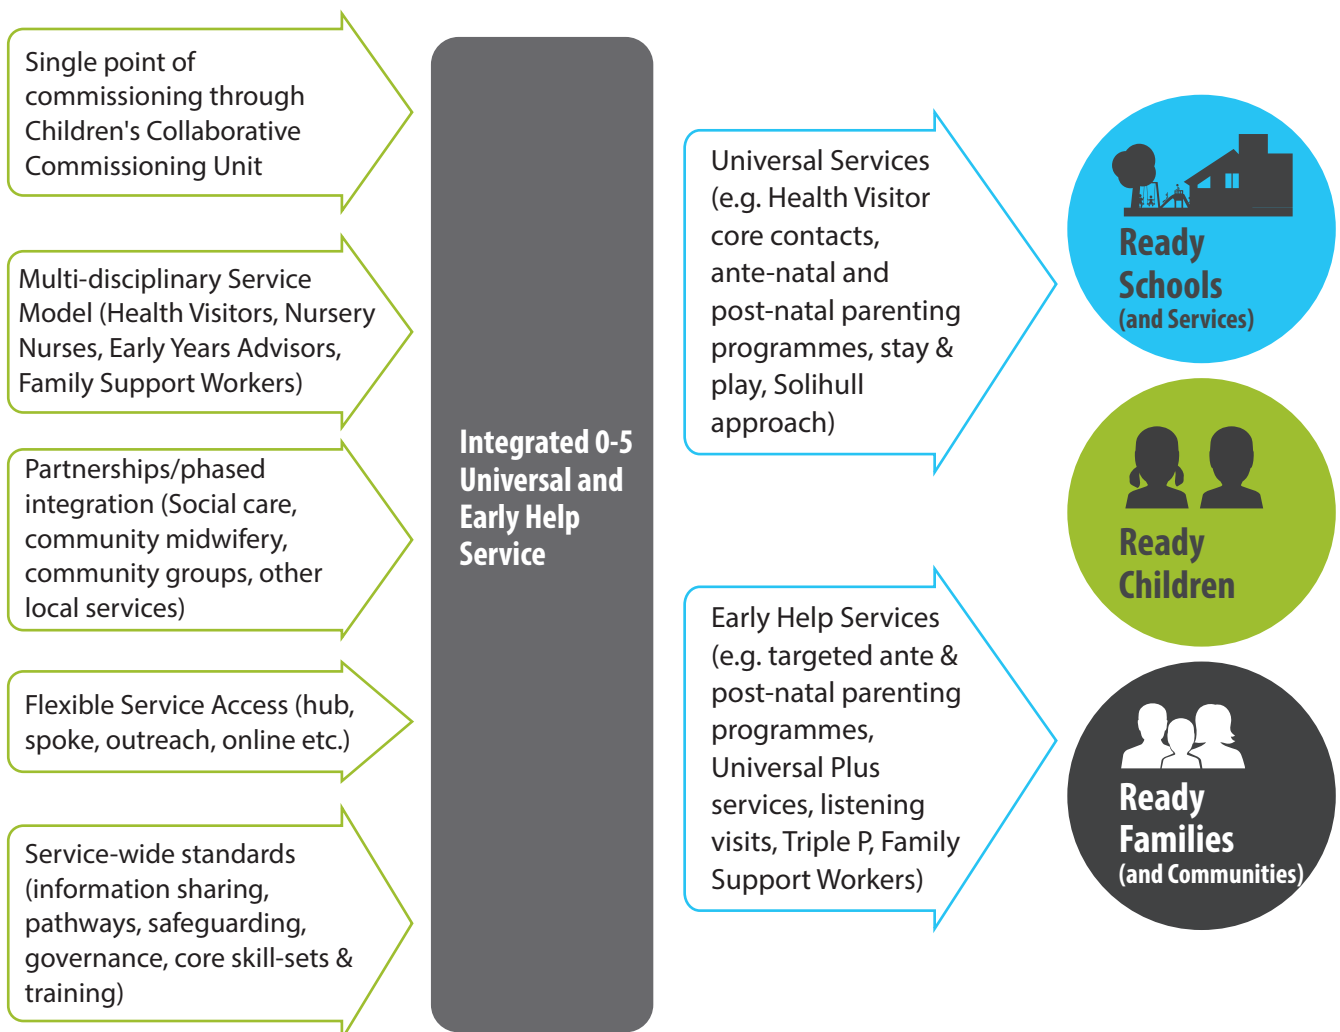 Single point of
commissioning through
Children's Collaborative
Commissioning Unit
Multi-disciplinary Service
Model (Health Visitors, Nursery
Nurses, Early Years Advisors,
Family Support Workers)
Partnerships/phased
integration (Social care,
community midwifery,
community groups, other
local services)
Flexible Service Access (hub,
spoke, outreach, online etc.)
Service-wide standards
(information sharing,
pathways, safeguarding,
governance, core skill-sets &
training)
Integrated 0-5
Universal and
Early Help
Service
Universal Services
(e.g. Health Visitor
core contacts,
ante-natal and
post-natal parenting
programmes, stay &
play, Solihull
approach)
Early Help Services
(e.g. targeted ante &
post-natal parenting
programmes,
Universal Plus
services, listening
visits, Triple P, Family
Support Workers)
Ready
Schools
(and Services)
Ready
Children
Ready
Families
(and Communities)